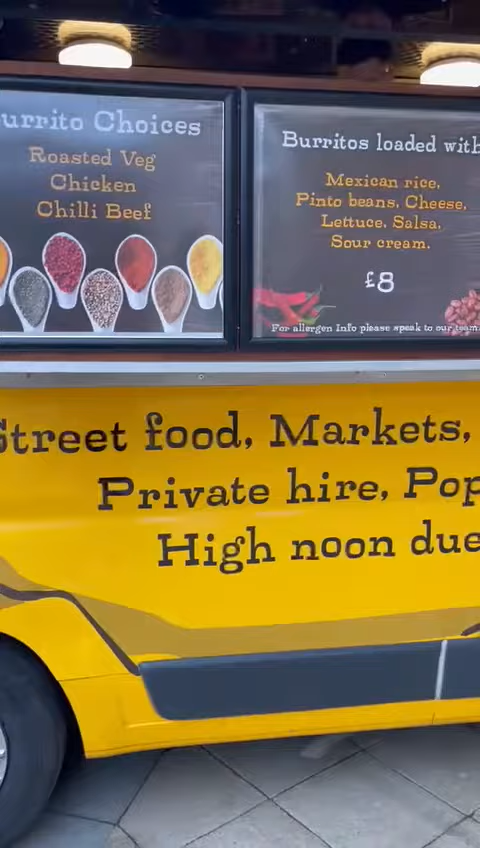 urrito Choices
Roasted Veg
Chicken
Chilli Beef
Burritos loaded with
Mexican rice,
Pinto beans, Cheese,
Lettuce, Salsa,
Sour cream.
£8
For allergen Info please speak to our team
Street food, Markets,
Private hire, Pop
High noon due